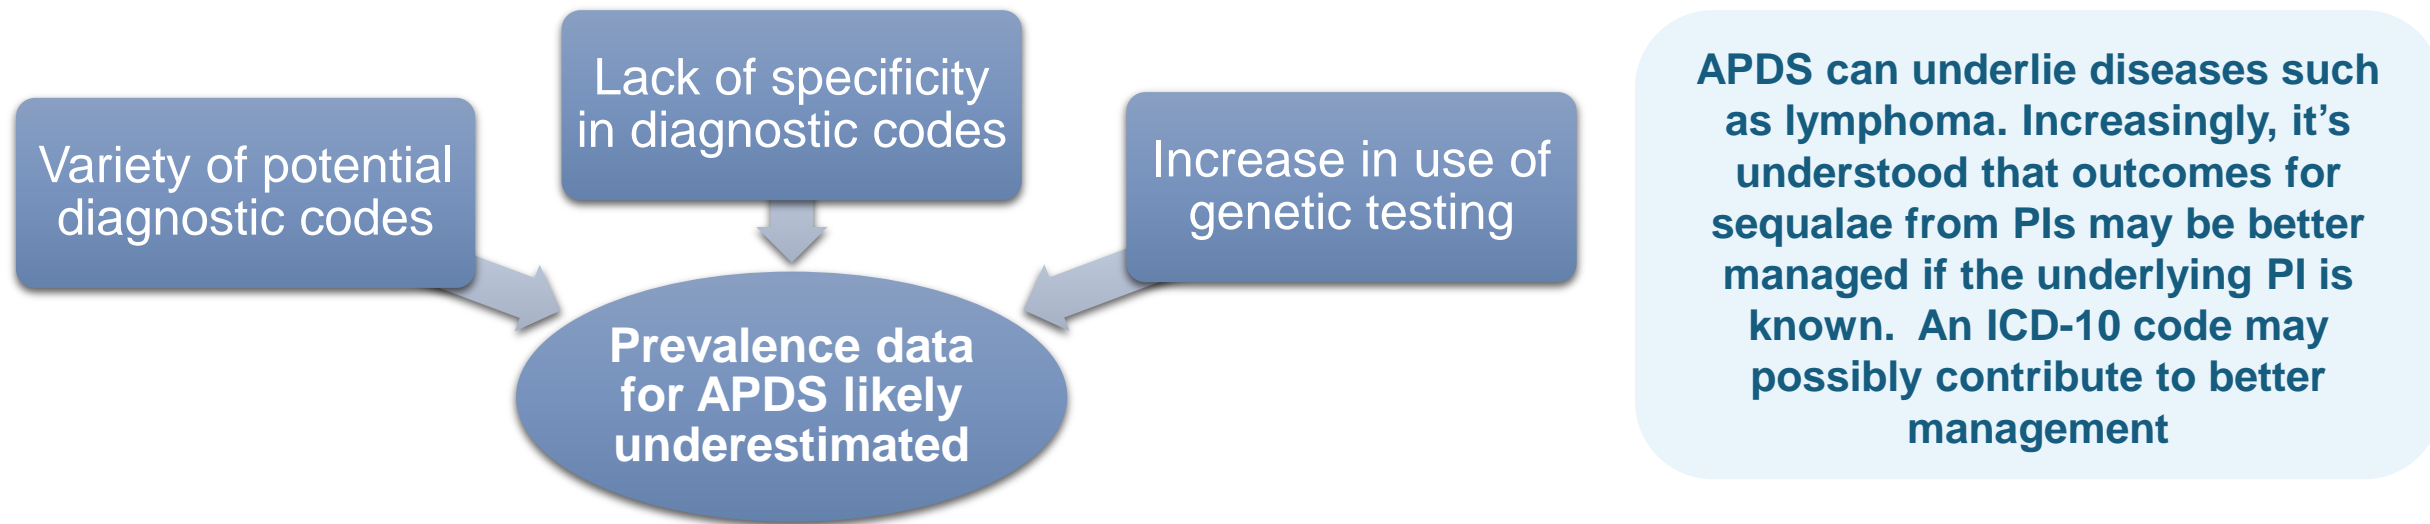 Variety of potential
diagnostic codes
Lack of specificity
in diagnostic codes
Increase in use of
genetic testing
Prevalence data
for APDS likely
underestimated
APDS can underlie diseases such
as lymphoma. Increasingly, it’s
understood that outcomes for
sequalae from PIs may be better
managed if the underlying PI is
known.  An ICD-10 code may
possibly contribute to better
management